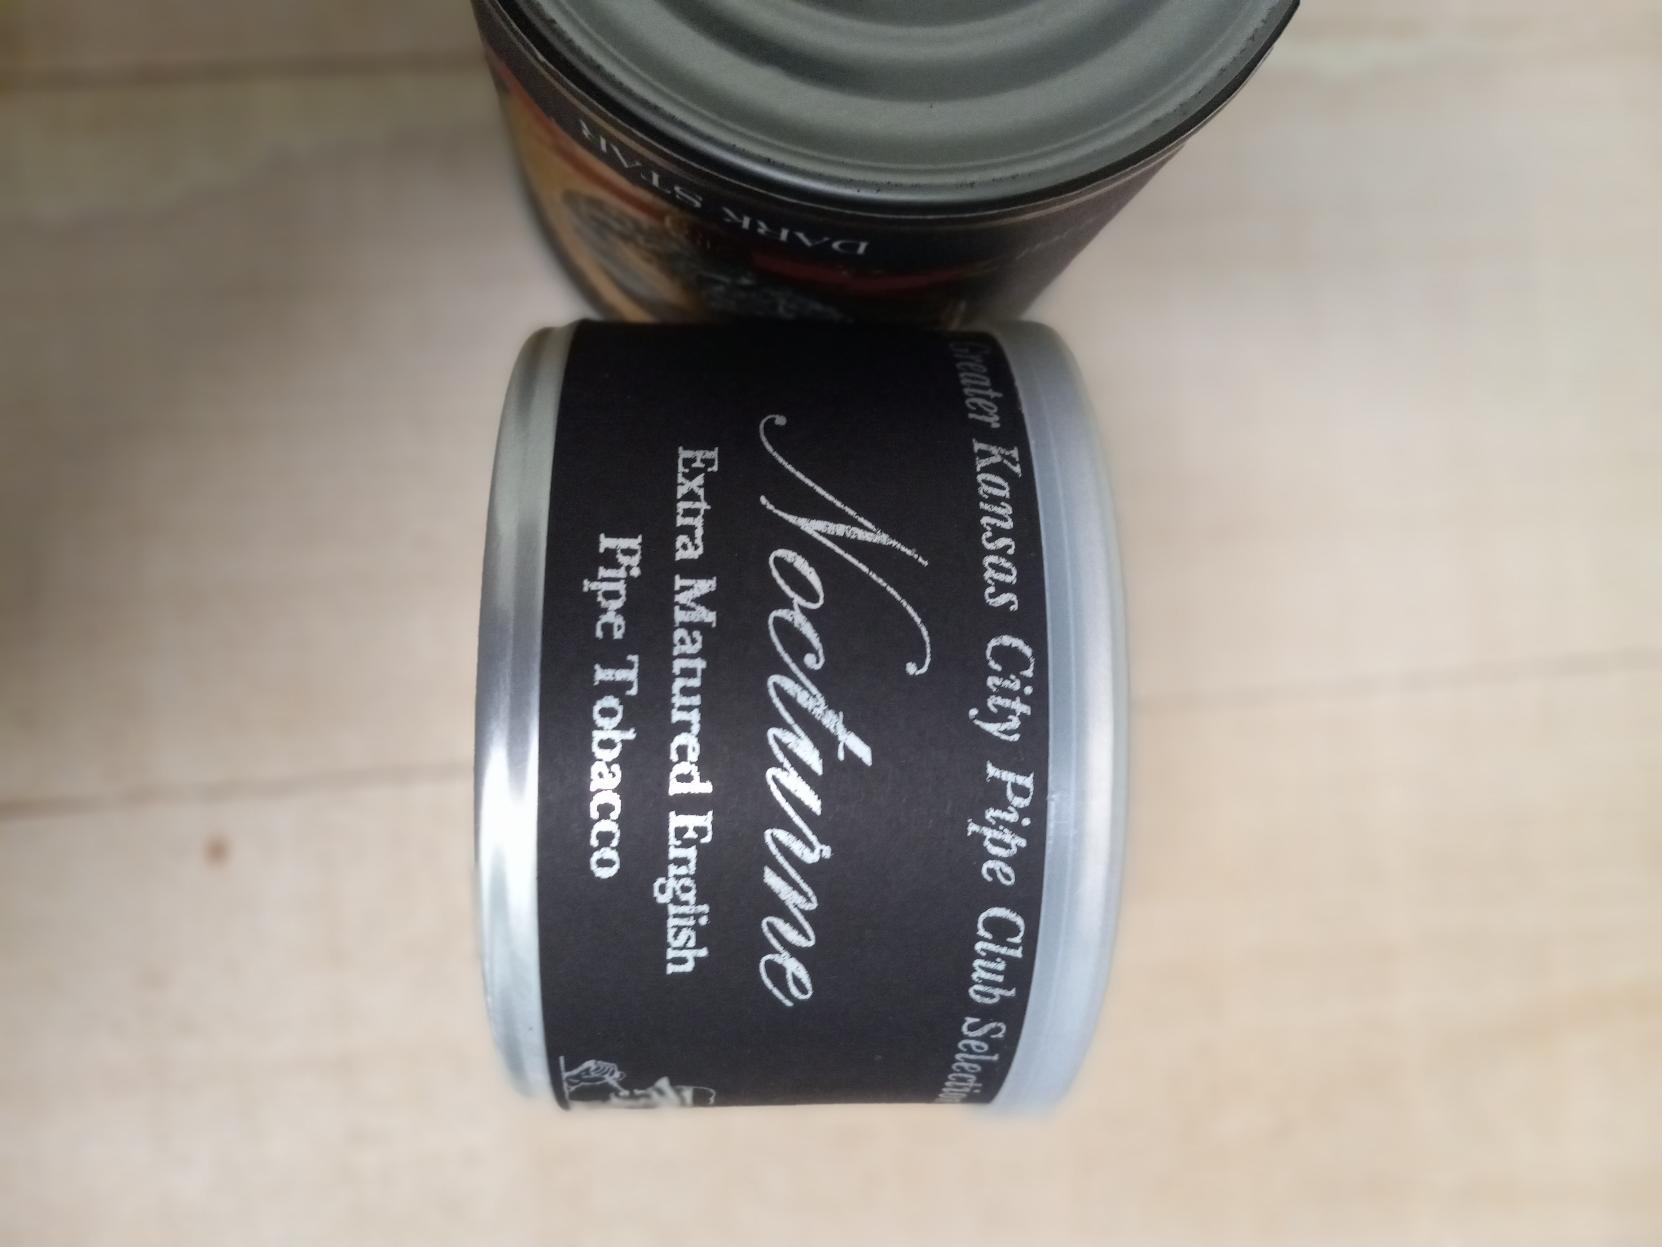 DARK STAR
Greater Kansas City Pipe Club Selection
Nocturne
Extra Matured English
Pipe Tobacco